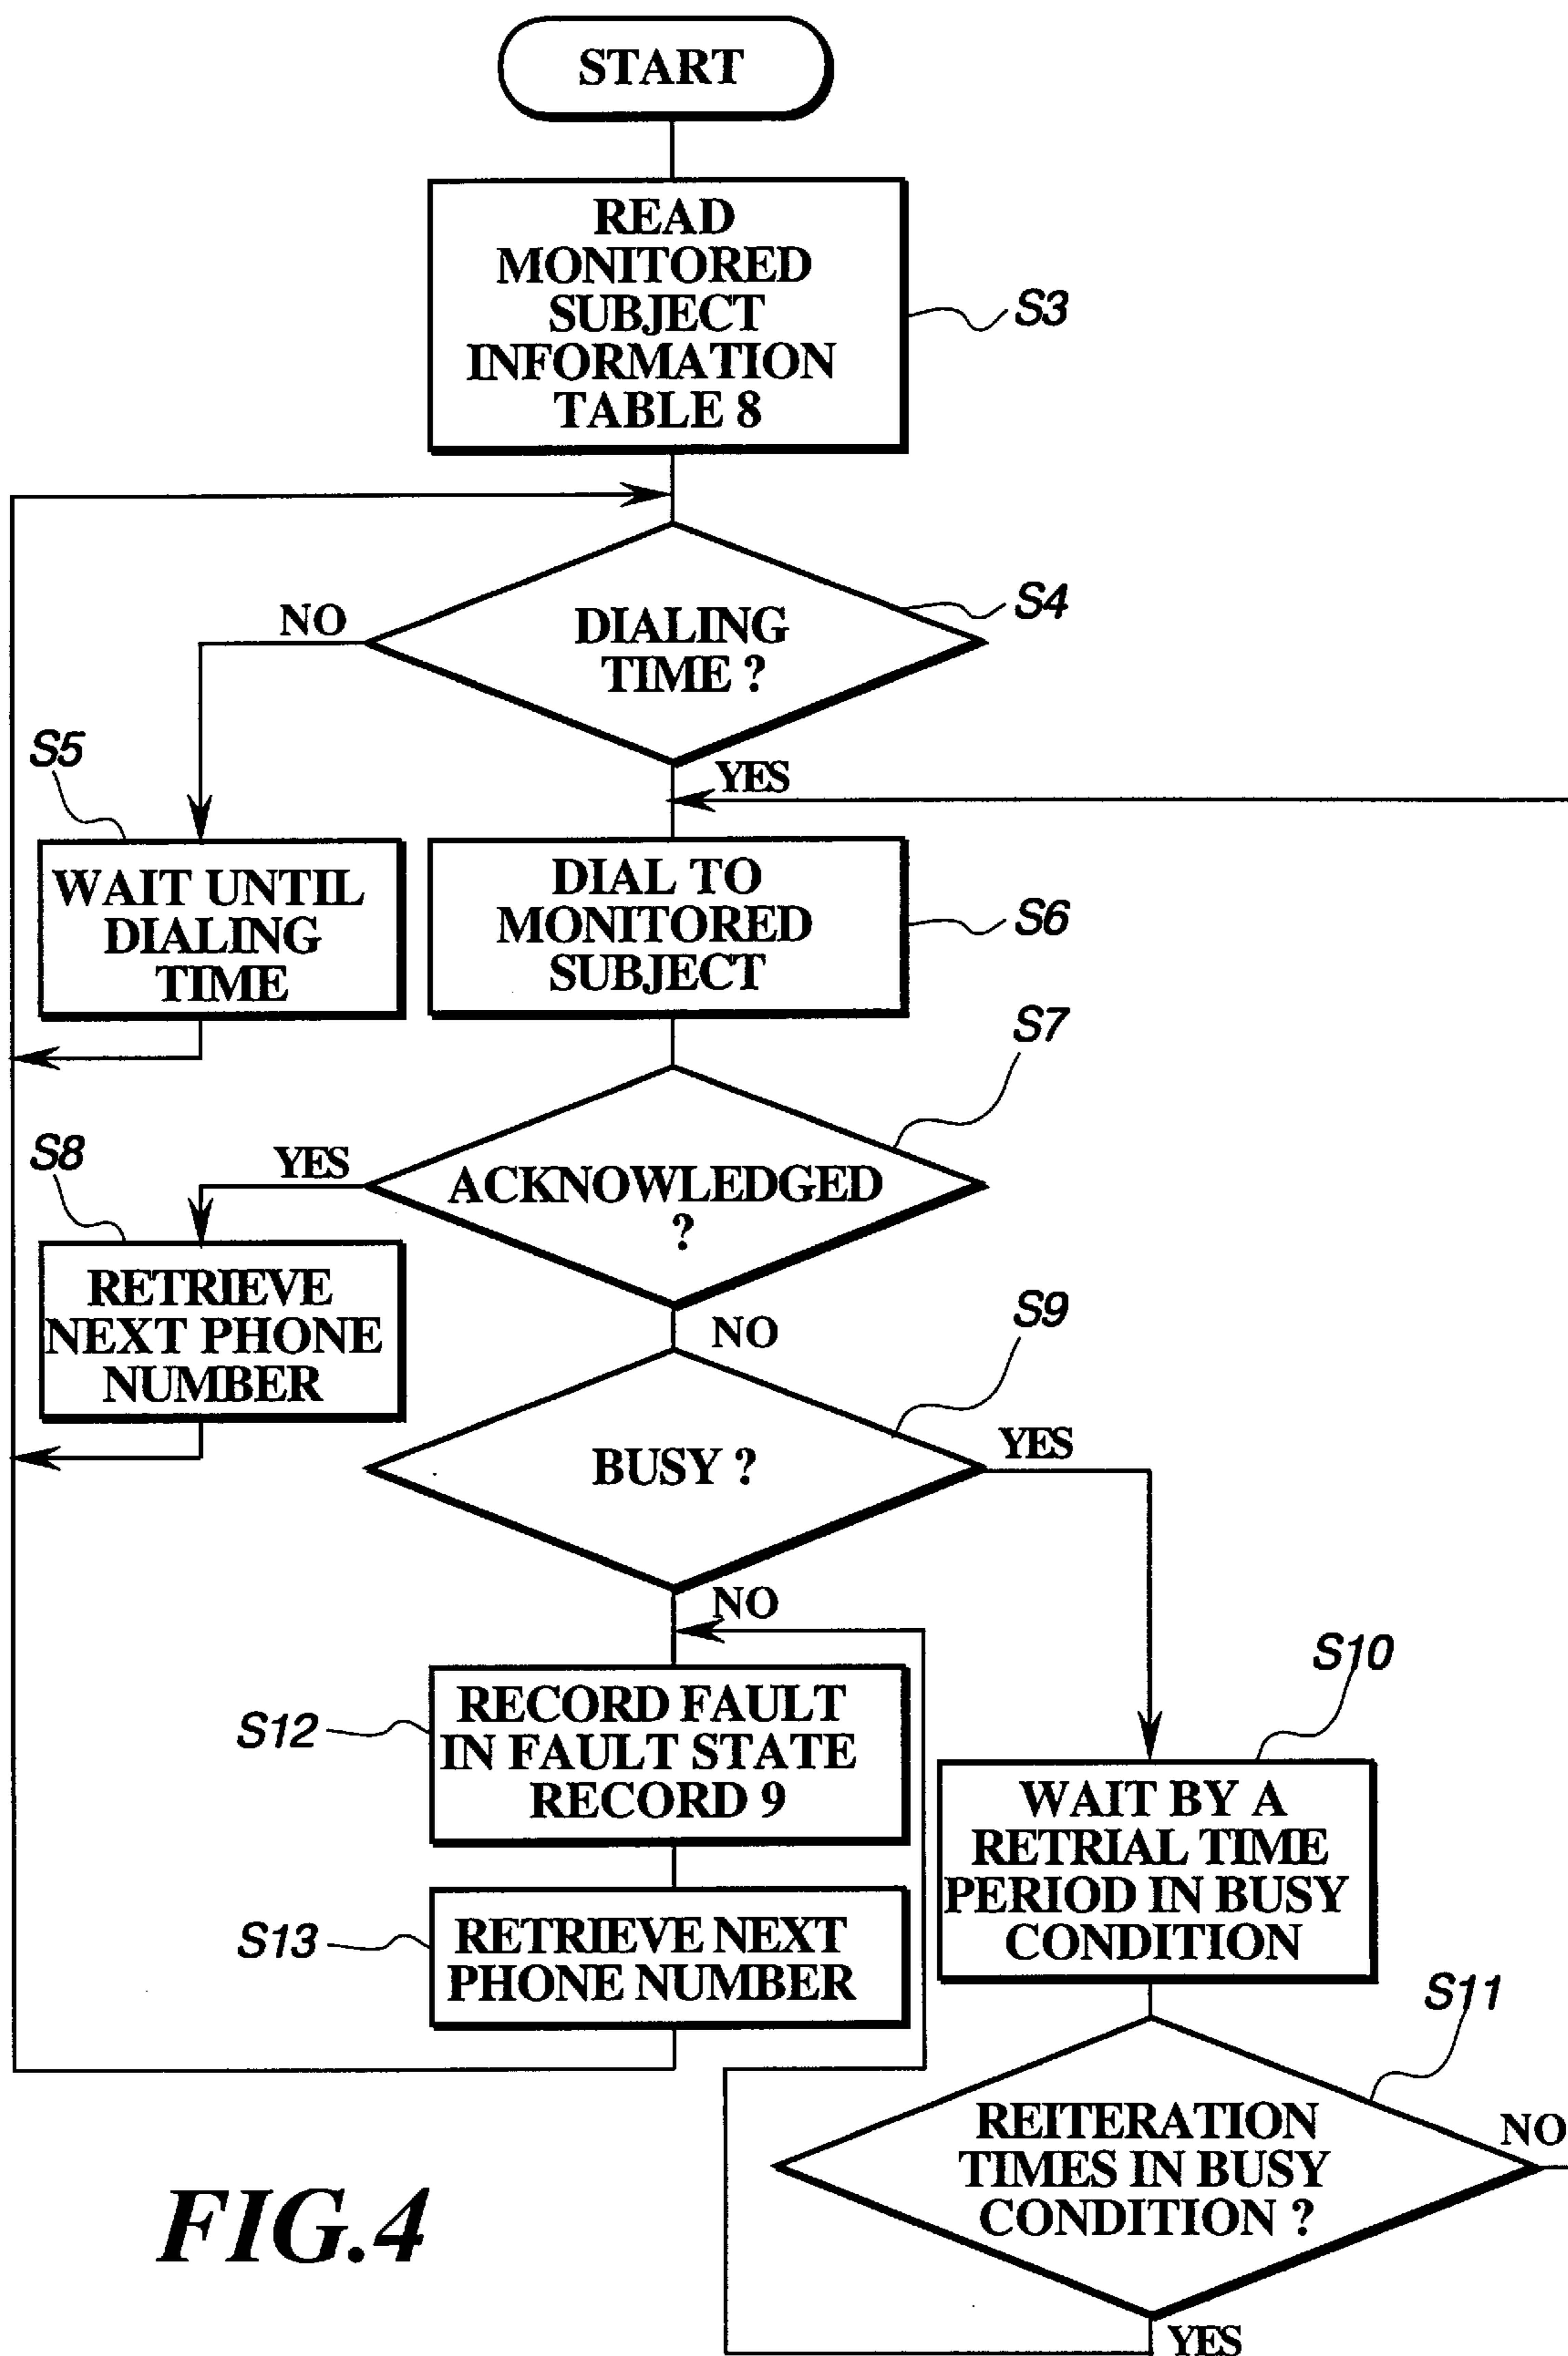 START
READ
MONITORED
SUBJECT
INFORMATION
TABLE 8
S3
S4
NO
DIALING
TIME ?
S5
YES
WAIT UNTIL
DIALING
TIME
DIAL TO
MONITORED
SUBJECT
S6
S7
S8
YES
ACKNOWLEDGED
?
RETRIEVE
NEXT PHONE
NUMBER
NO
S9
BUSY ?
YES
NO
S10
S12
RECORD FAULT
IN FAULT STATE
RECORD 9
WAIT BY A
RETRIAL TIME
PERIOD IN BUSY
CONDITION
S13
RETRIEVE NEXT
PHONE NUMBER
S11
REITERATION
TIMES IN BUSY
CONDITION ?
NO
YES
FIG.4